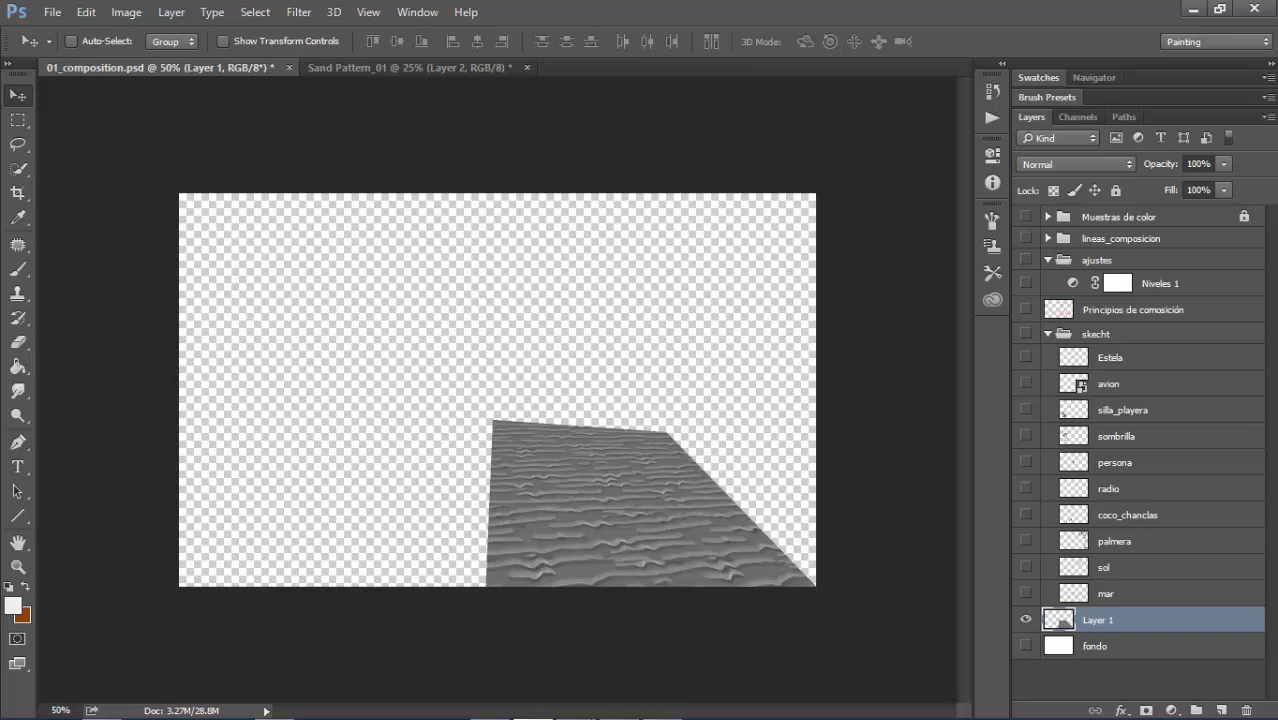 Ps File Edit Image Layer Type Select Filter 3D View Window Help
Auto-Select: Group Show Transform Controls 3D Mode: Painting
01_composition.psd @ 50% (Layer 1, RGB/8*) * × Sand Pattern_01 @ 25% (Layer 2, RGB/8) * ×
Swatches Navigator
Brush Presets
Layers Channels Paths
Kind
Normal Opacity: 100%
Lock: Fill: 100%
Muestras de color
lineas_composicion
ajustes
Niveles 1
Principios de comosición
skecht
Estela
avion
silla_playera
sombrilla
persona
radio
coco_chanclas
palmera
sol
mar
Layer 1
fondo
50% Doc: 3.27M/28.8M
fx